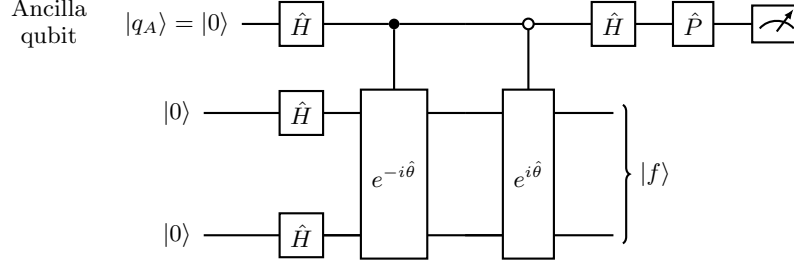 Ancilla
qubit
|q_A⟩ = |0⟩
Ĥ
Ĥ
P̂
|0⟩
Ĥ
e^{-iθ̂}
e^{iθ̂}
|f⟩
|0⟩
Ĥ